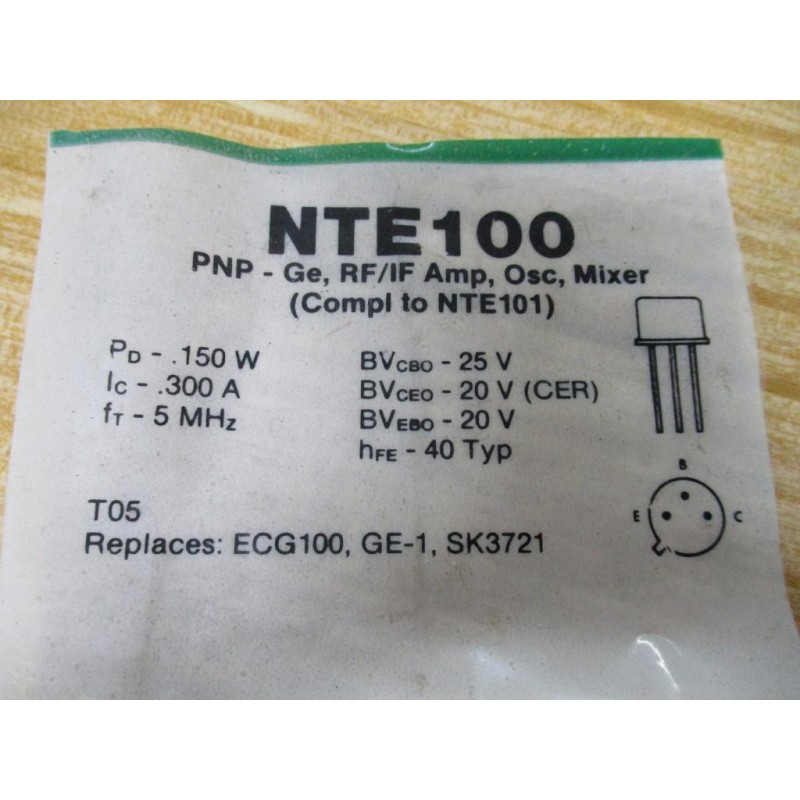 NTE100
PNP - Ge, RF/IF Amp, Osc, Mixer
(Compl to NTE101)
PD - .150 W
IC - .300 A
fT - 5 MHz
BVCBO - 25 V
BVCEO - 20 V (CER)
BVEBO - 20 V
hFE - 40 Typ
B
E C
T05
Replaces: ECG100, GE-1, SK3721